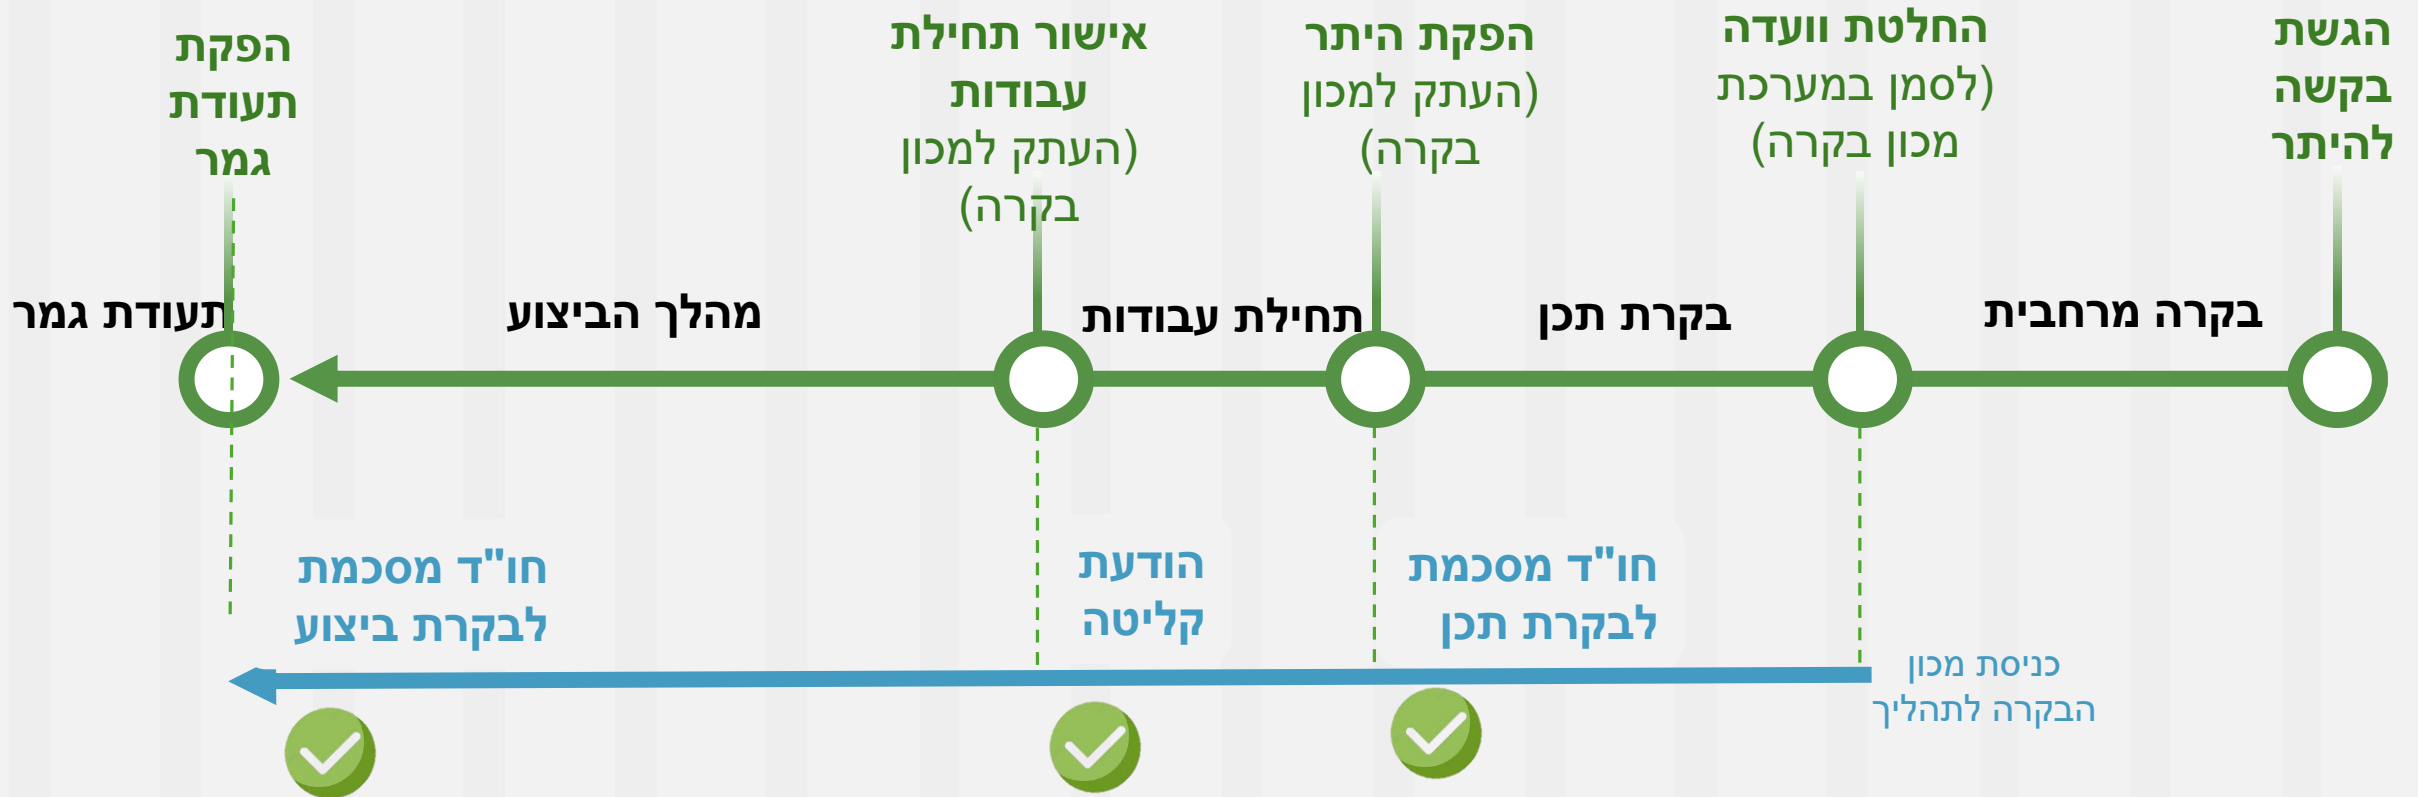 הגשת
בקשה
להיתר
החלטת וועדה
(לסמן במערכת
מכון בקרה)
הפקת היתר
(העתק למכון
בקרה)
אישור תחילת
עבודות
(העתק למכון
בקרה)
הפקת
תעודת
גמר
בקרה מרחבית
בקרת תכן
תחילת עבודות
מהלך הביצוע
תעודת גמר
כניסת מכון
הבקרה לתהליך
חו"ד מסכמת
לבקרת תכן
הודעת
קליטה
חו"ד מסכמת
לבקרת ביצוע